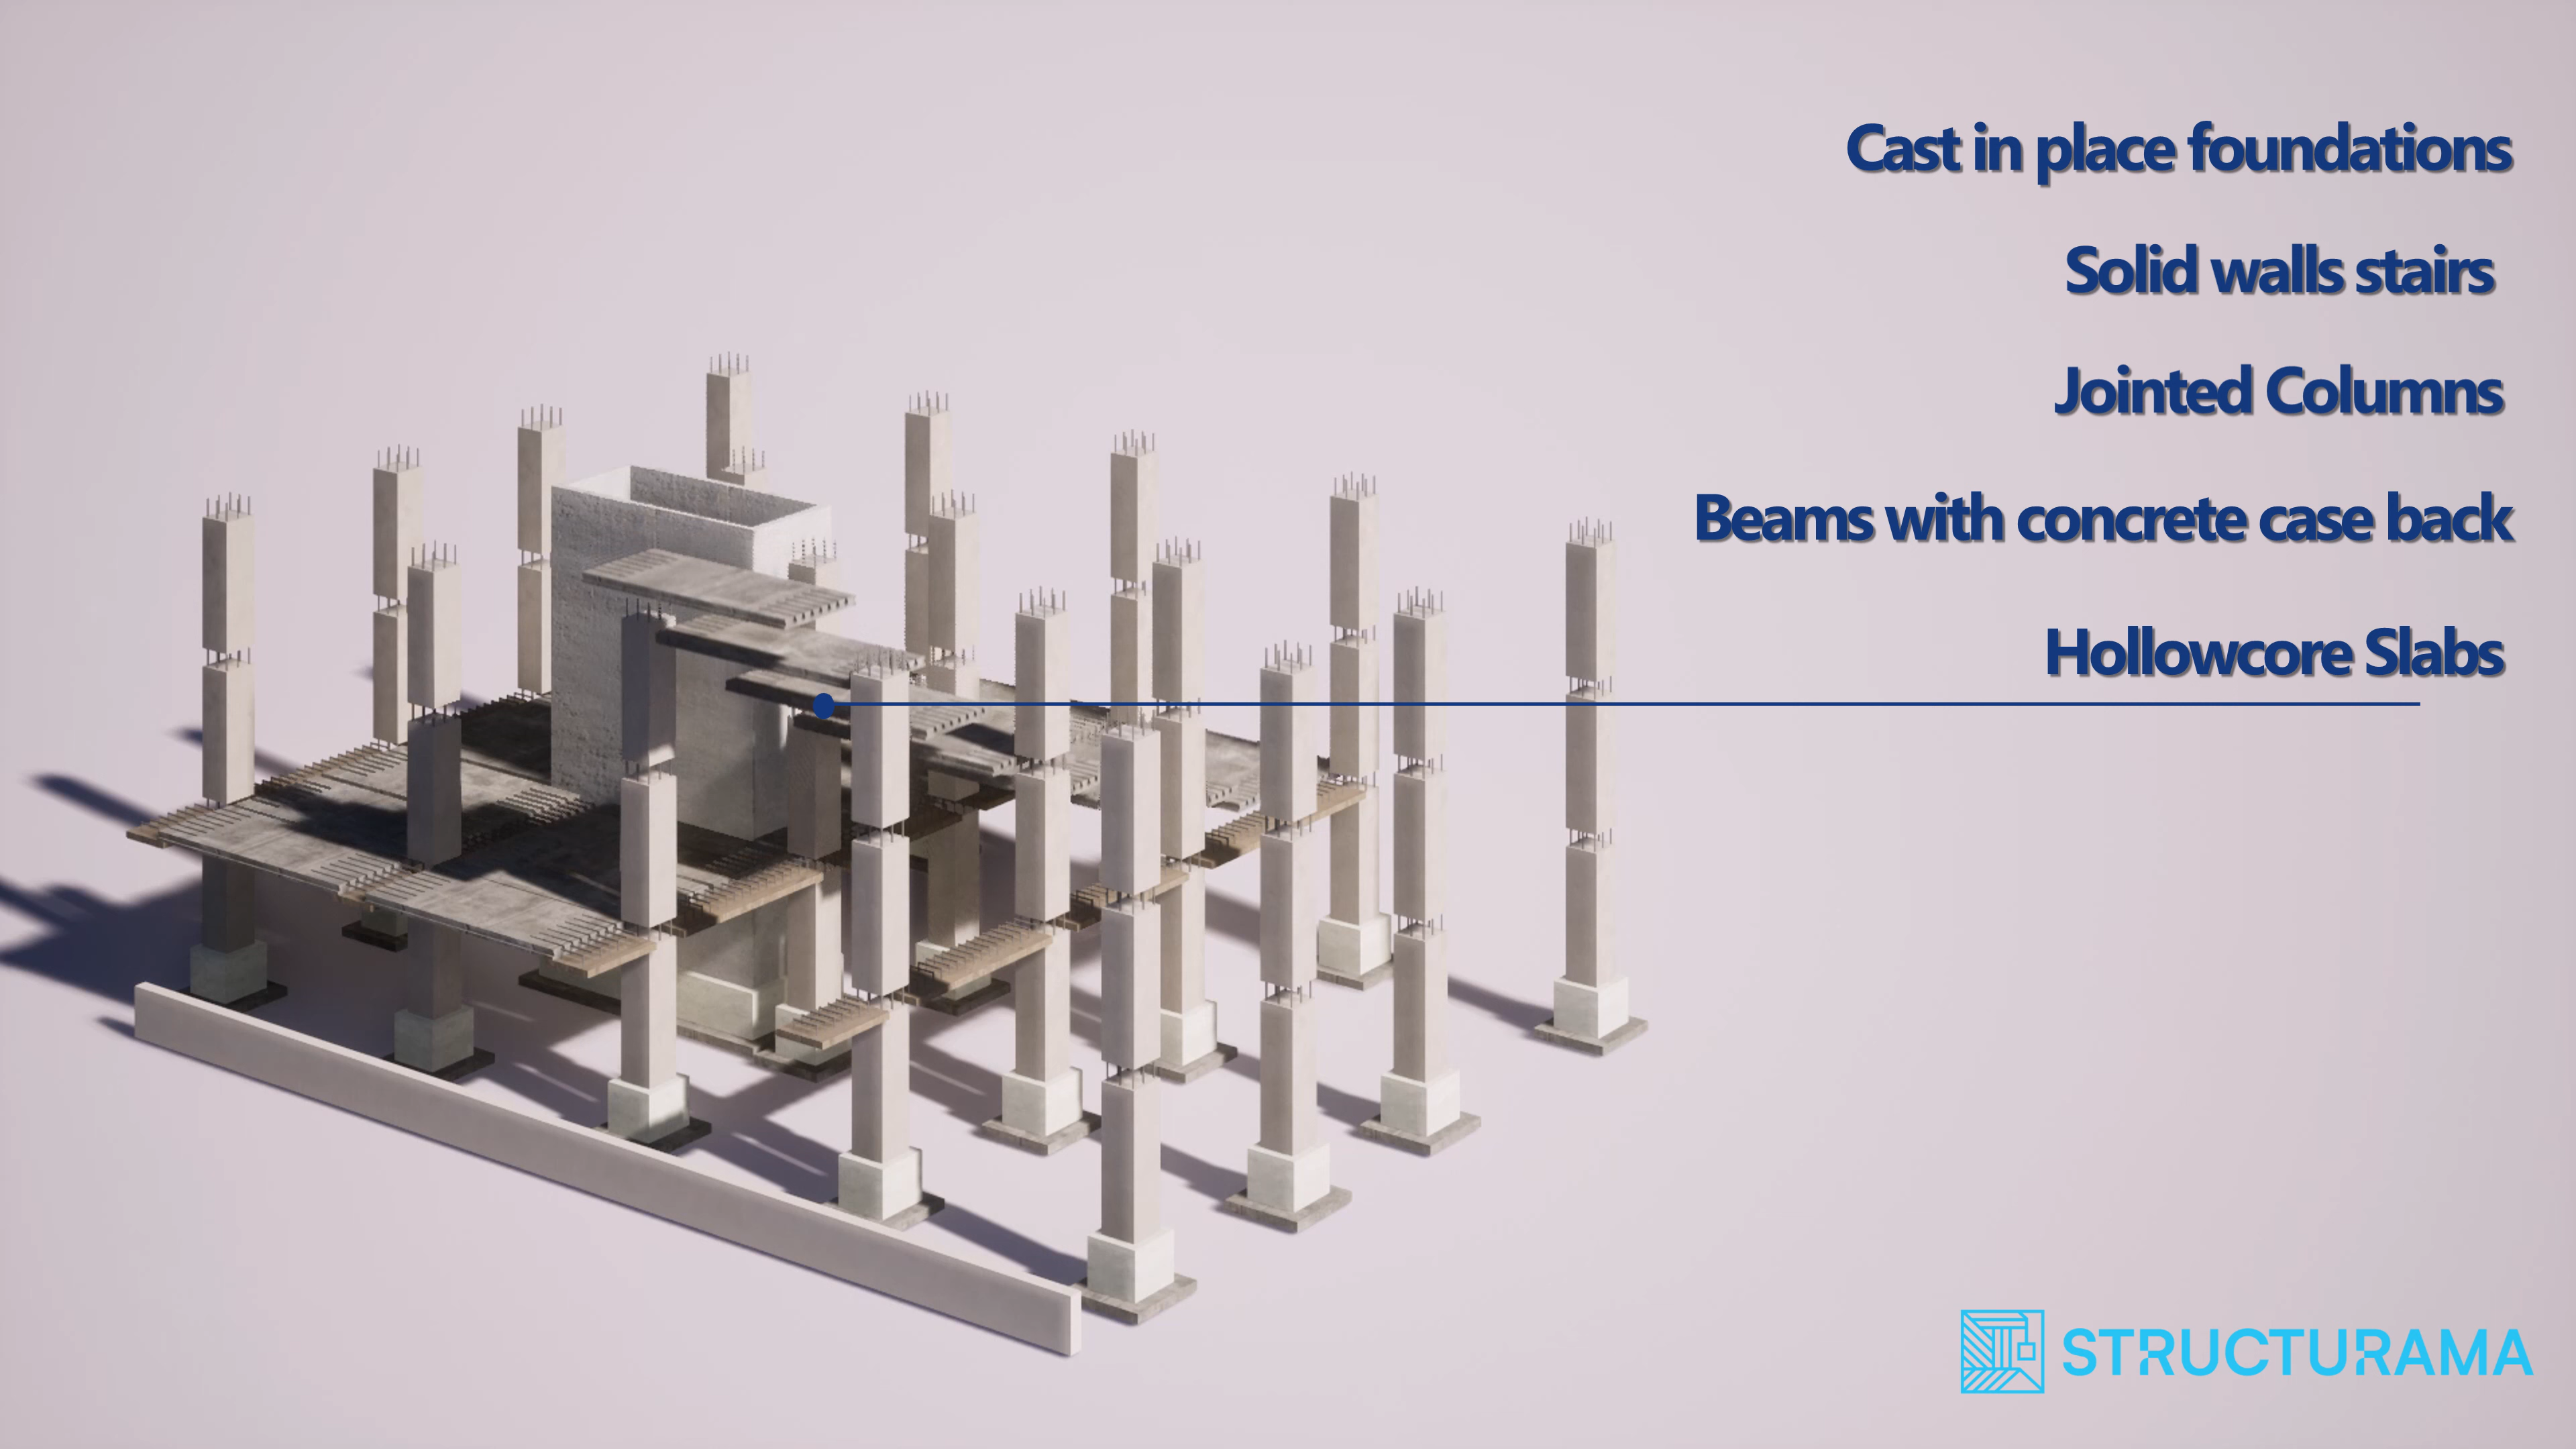 Cast in place foundations
Solid walls stairs
Jointed Columns
Beams with concrete case back
Hollowcore Slabs
STRUCTURAMA